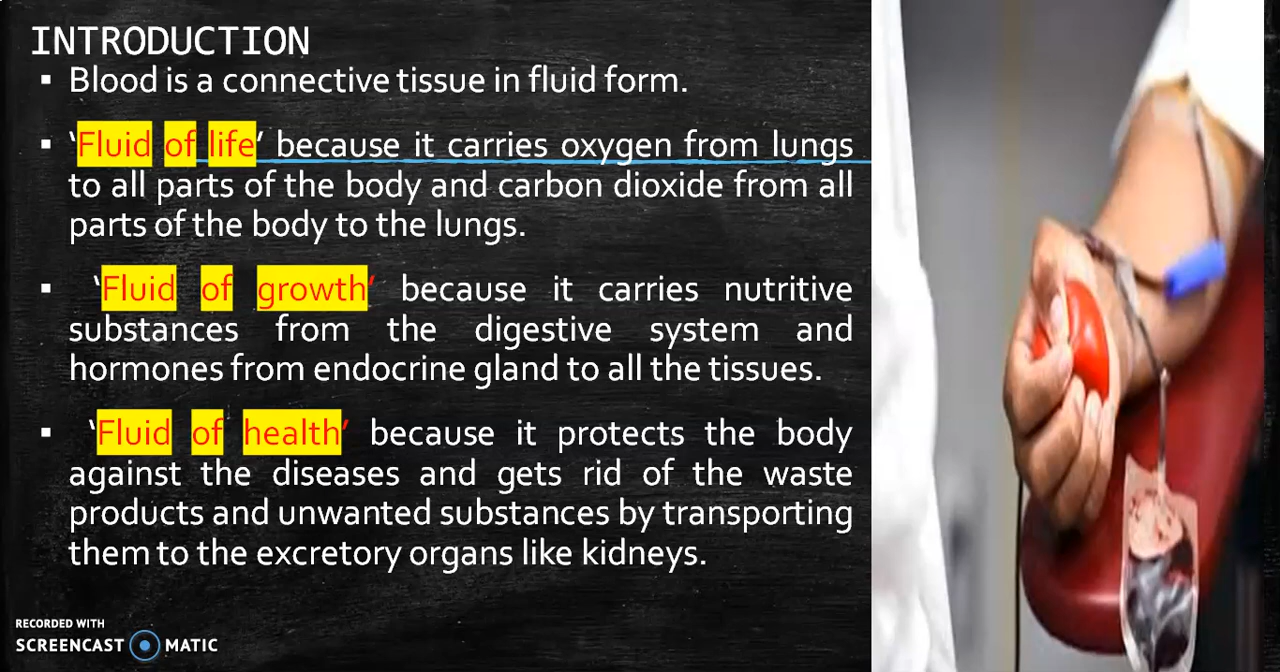 INTRODUCTION
▪ Blood is a connective tissue in fluid form.
▪ ‘Fluid of life’ because it carries oxygen from lungs
to all parts of the body and carbon dioxide from all
parts of the body to the lungs.
▪ ‘Fluid of growth’ because it carries nutritive
substances from the digestive system and
hormones from endocrine gland to all the tissues.
▪ ‘Fluid of health’ because it protects the body
against the diseases and gets rid of the waste
products and unwanted substances by transporting
them to the excretory organs like kidneys.
RECORDED WITH
SCREENCAST MATIC